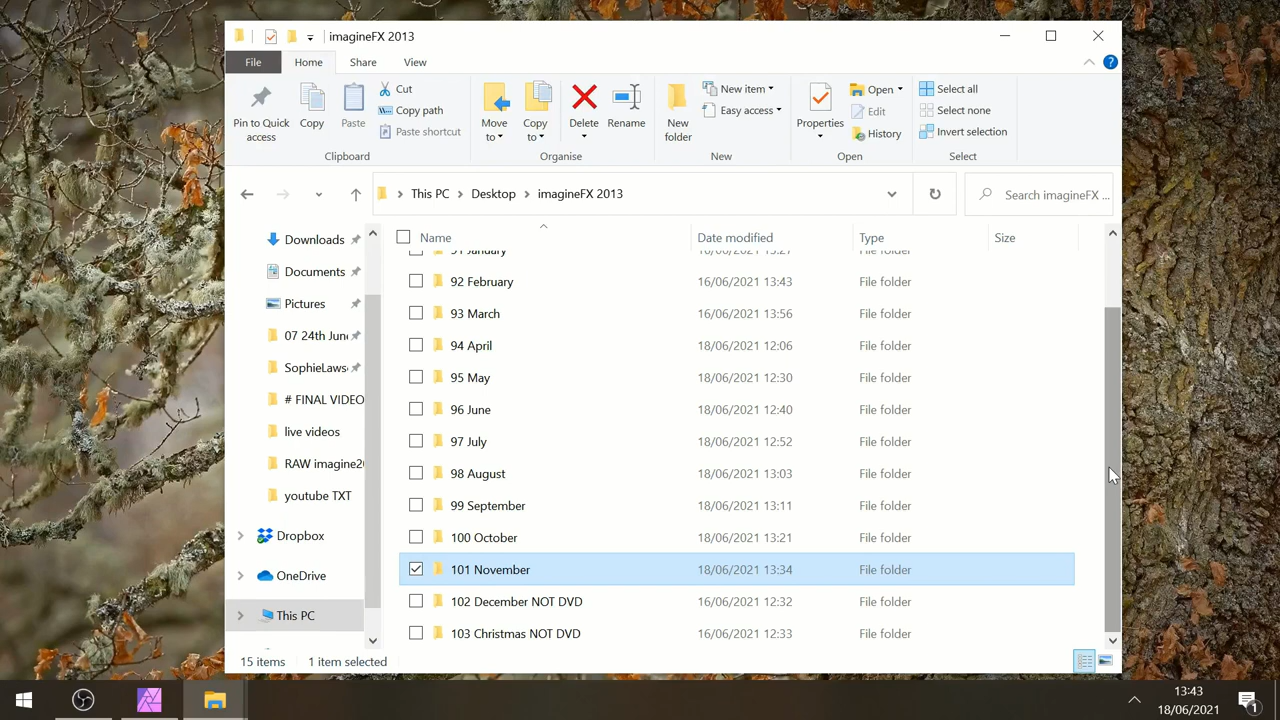 imagineFX 2013
File Home Share View
Pin to Quick access
Copy
Paste
Cut
Copy path
Paste shortcut
Clipboard
Move to
Copy to
Delete
Rename
Organise
New folder
New item
Easy access
New
Properties
Open
Edit
History
Open
Select all
Select none
Invert selection
Select
This PC Desktop imagineFX 2013
Search imagineFX ...
Downloads
Documents
Pictures
07 24th Jun
SophieLaws
# FINAL VIDEO
live videos
RAW imagine2
youtube TXT
Dropbox
OneDrive
This PC
Name Date modified Type Size
91 January 16/06/2021 13:27 File folder
92 February 16/06/2021 13:43 File folder
93 March 16/06/2021 13:56 File folder
94 April 18/06/2021 12:06 File folder
95 May 18/06/2021 12:30 File folder
96 June 18/06/2021 12:40 File folder
97 July 18/06/2021 12:52 File folder
98 August 18/06/2021 13:03 File folder
99 September 18/06/2021 13:11 File folder
100 October 18/06/2021 13:21 File folder
101 November 18/06/2021 13:34 File folder
102 December NOT DVD 16/06/2021 12:32 File folder
103 Christmas NOT DVD 16/06/2021 12:33 File folder
15 items 1 item selected
13:43
18/06/2021
1